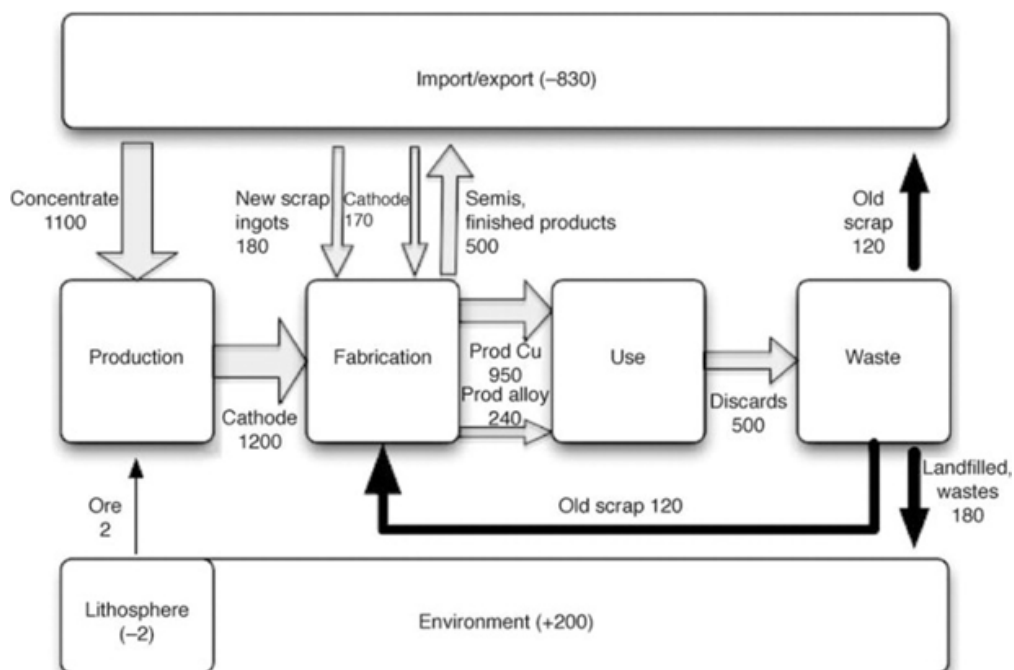 Import/export (–830)
Concentrate
1100
New scrap
ingots
180
Cathode
170
Semis,
finished products
500
Old
scrap
120
Production
Fabrication
Use
Waste
Prod Cu
950
Prod alloy
240
Cathode
1200
Discards
500
Landfilled,
wastes
180
Ore
2
Old scrap 120
Lithosphere
(–2)
Environment (+200)